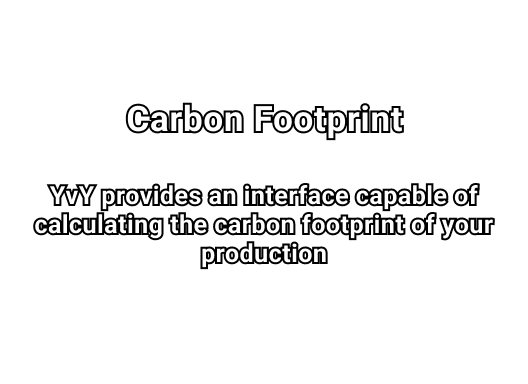 Carbon Footprint
YvY provides an interface capable of
calculating the carbon footprint of your
production